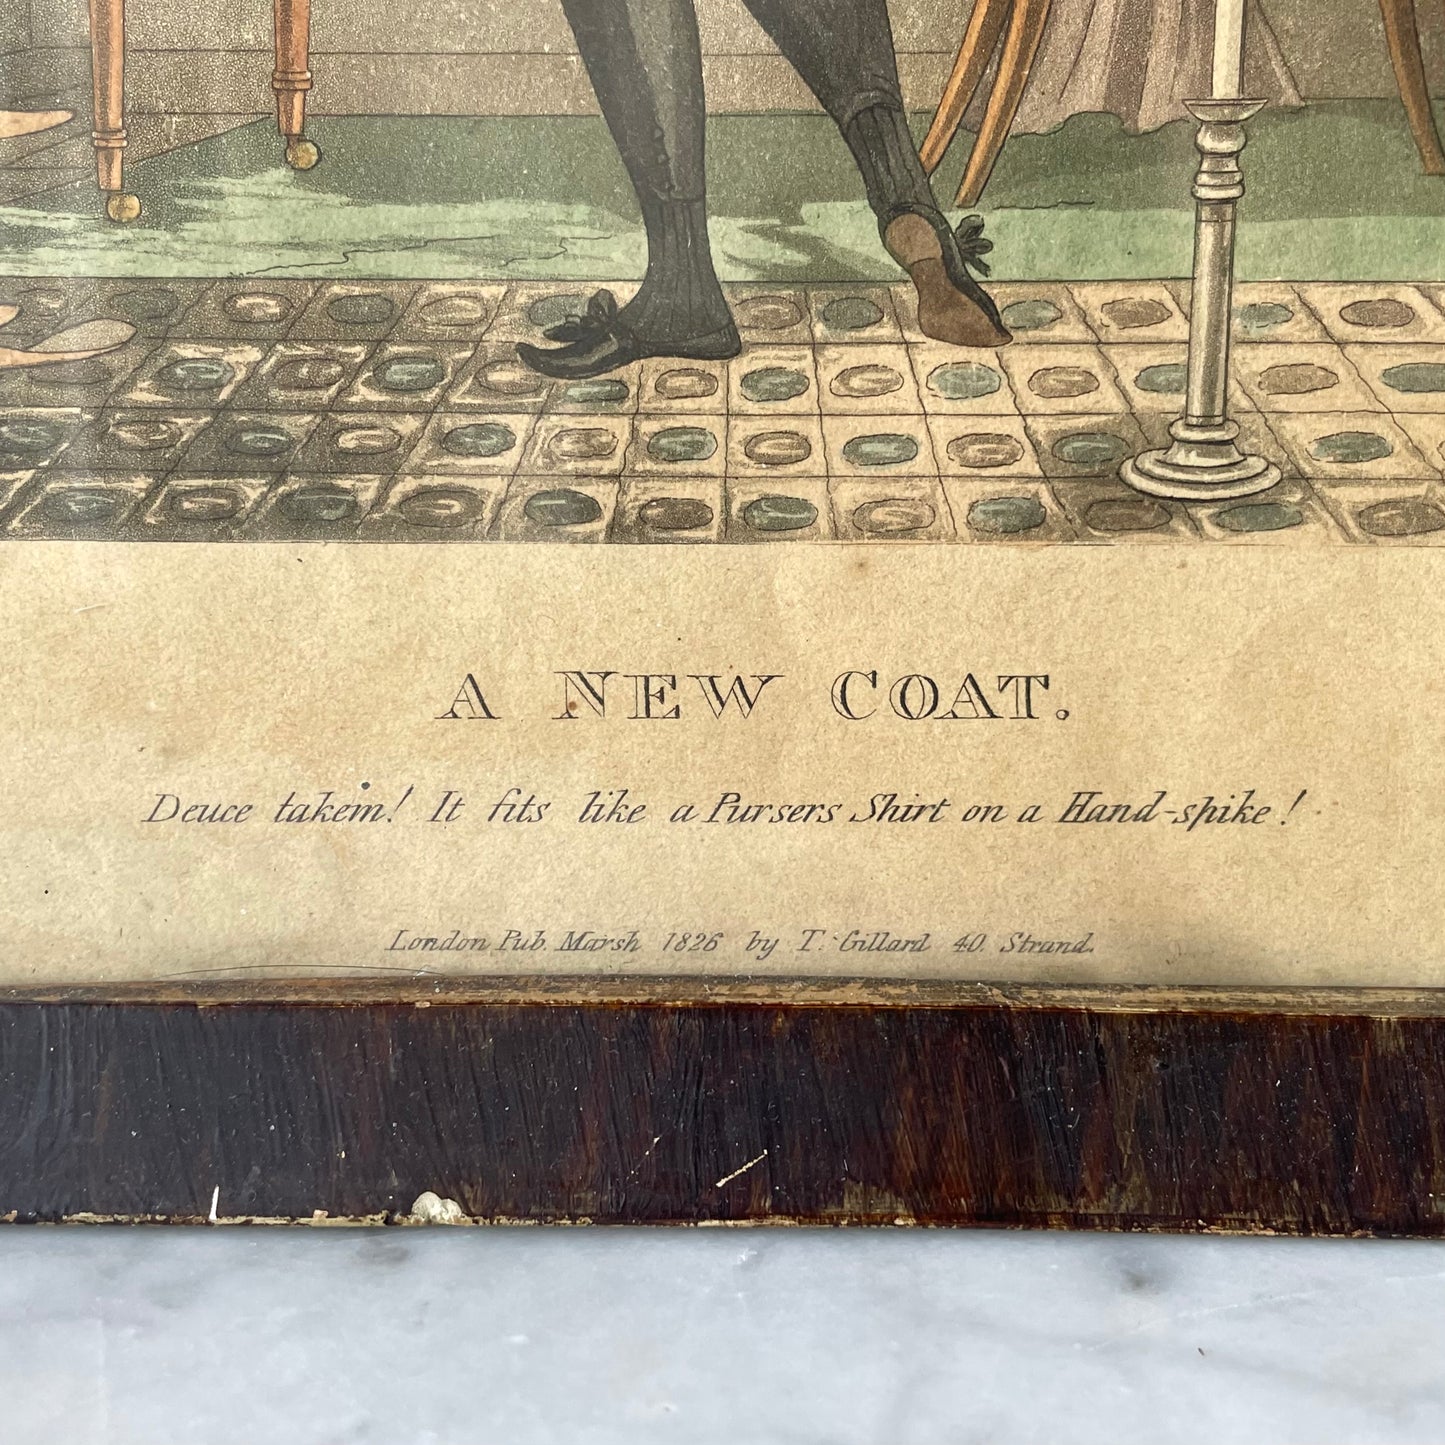 A NEW COAT.
Deuce takem! It fits like a Pursers Shirt on a Hand-spike!
London Pub. Marsh 1826 by T. Gillard 40. Strand.